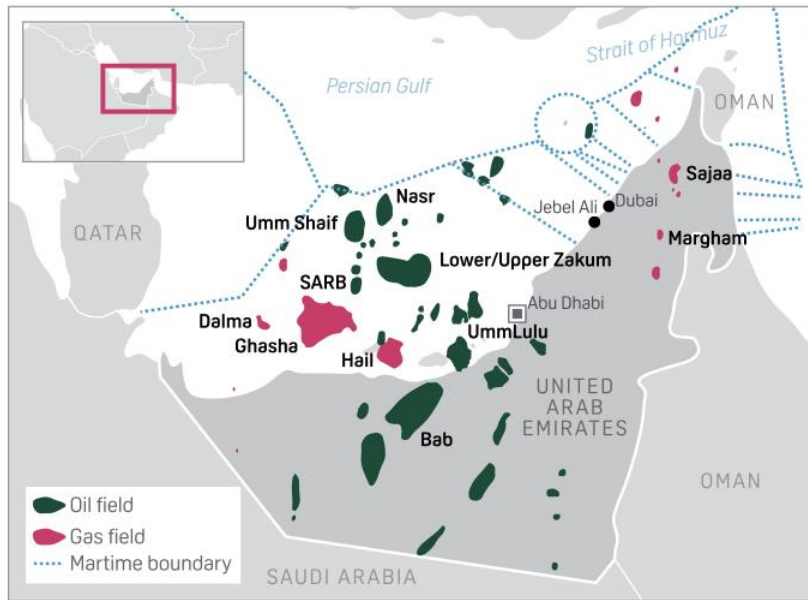 Strait of Hormuz
Persian Gulf
OMAN
QATAR
Nasr
Umm Shaif
Sajaa
Jebel Ali
Dubai
Margham
Lower/Upper Zakum
SARB
Abu Dhabi
Dalma
Ghasha
UmmLulu
Hail
UNITED
ARAB
EMIRATES
Bab
OMAN
Oil field
Gas field
Martime boundary
SAUDI ARABIA